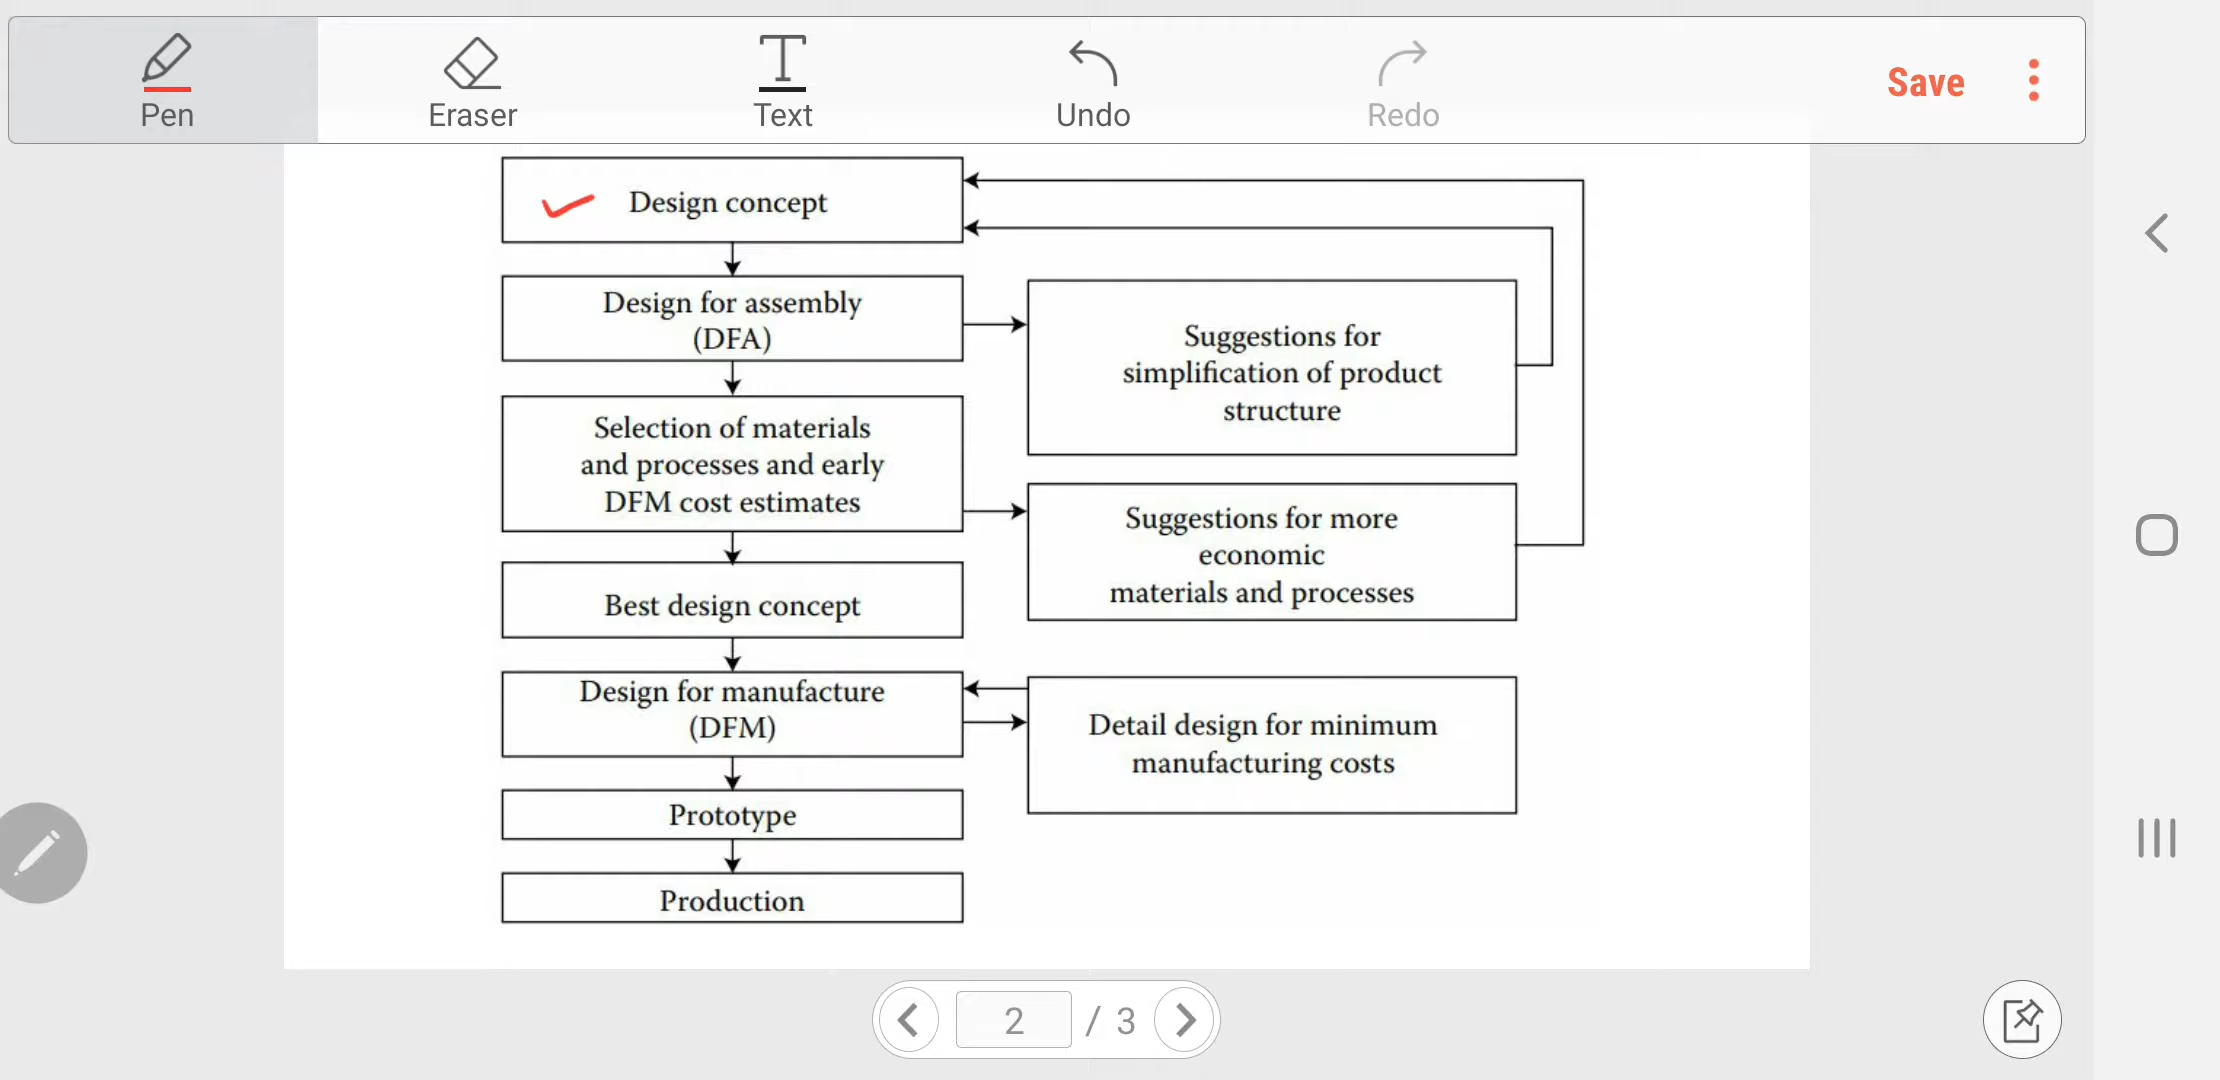 Pen
Eraser
Text
Undo
Redo
Save
Design concept
Design for assembly
(DFA)
Suggestions for
simplification of product
structure
Selection of materials
and processes and early
DFM cost estimates
Suggestions for more
economic
materials and processes
Best design concept
Design for manufacture
(DFM)
Detail design for minimum
manufacturing costs
Prototype
Production
2 / 3